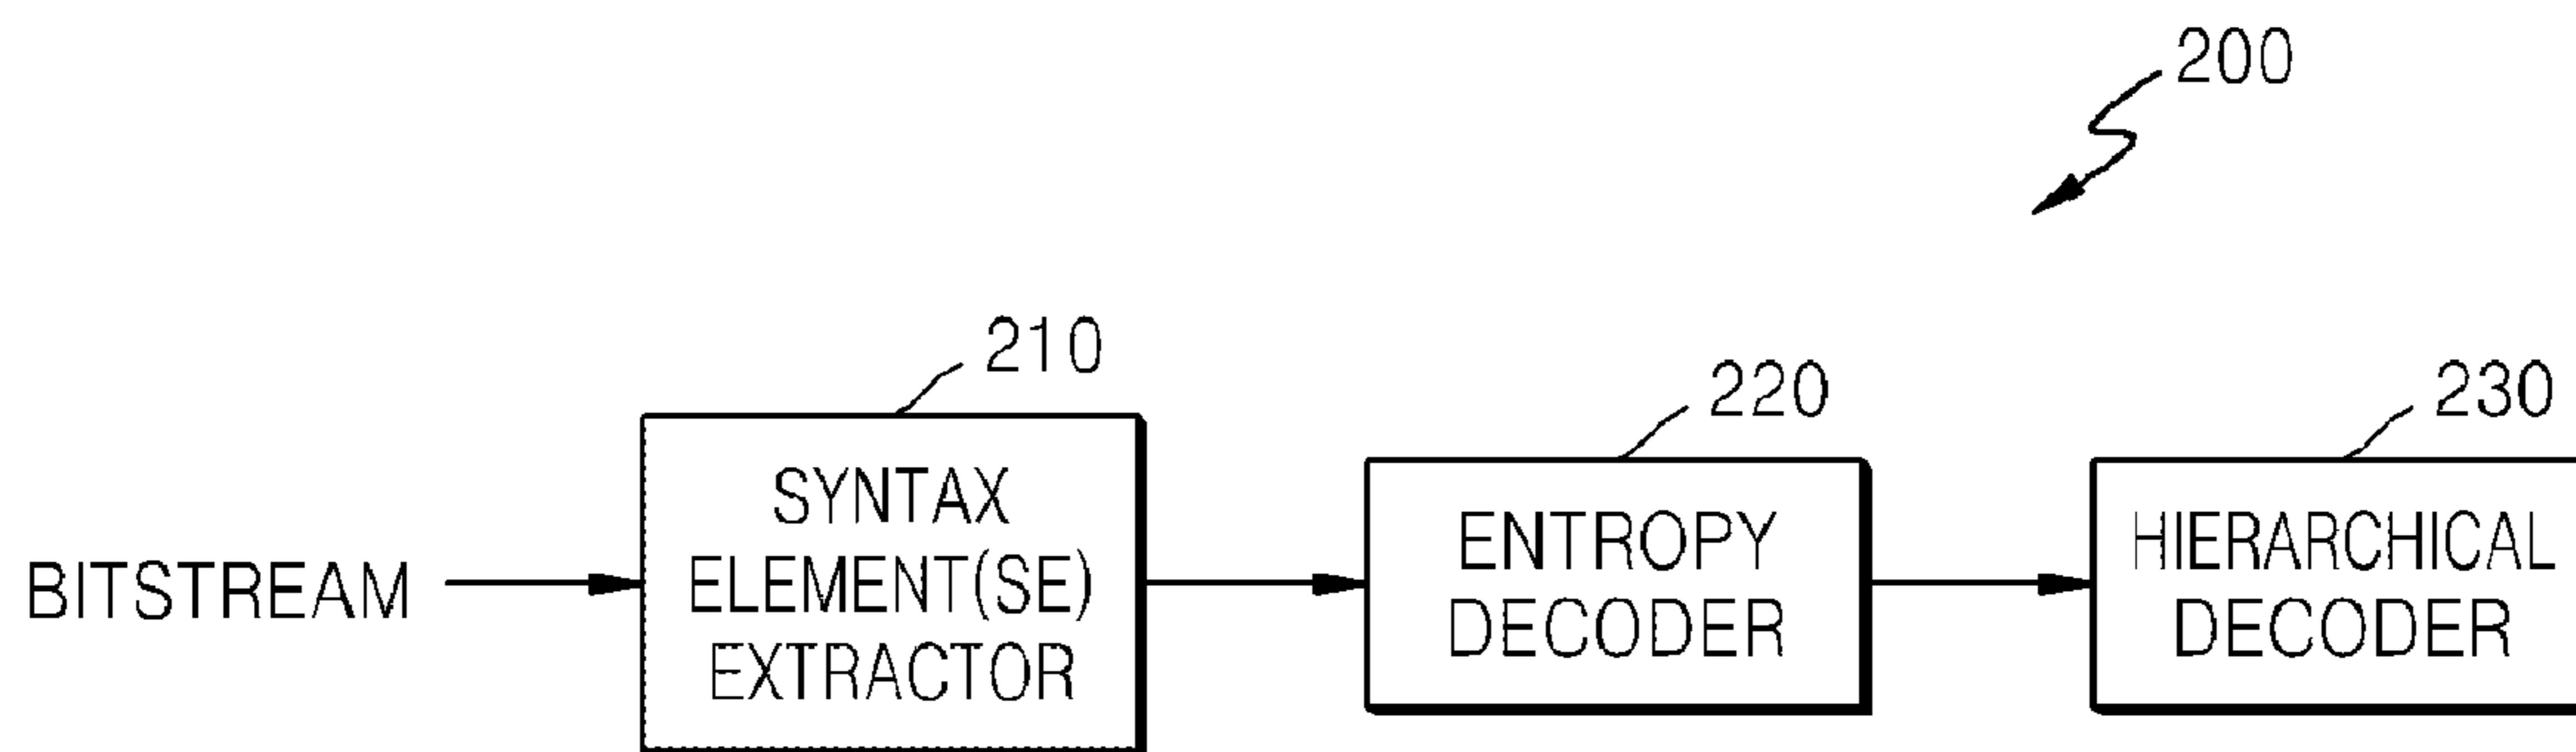 200
210
220
230
BITSTREAM
SYNTAX
ELEMENT(SE)
EXTRACTOR
ENTROPY
DECODER
HIERARCHICAL
DECODER